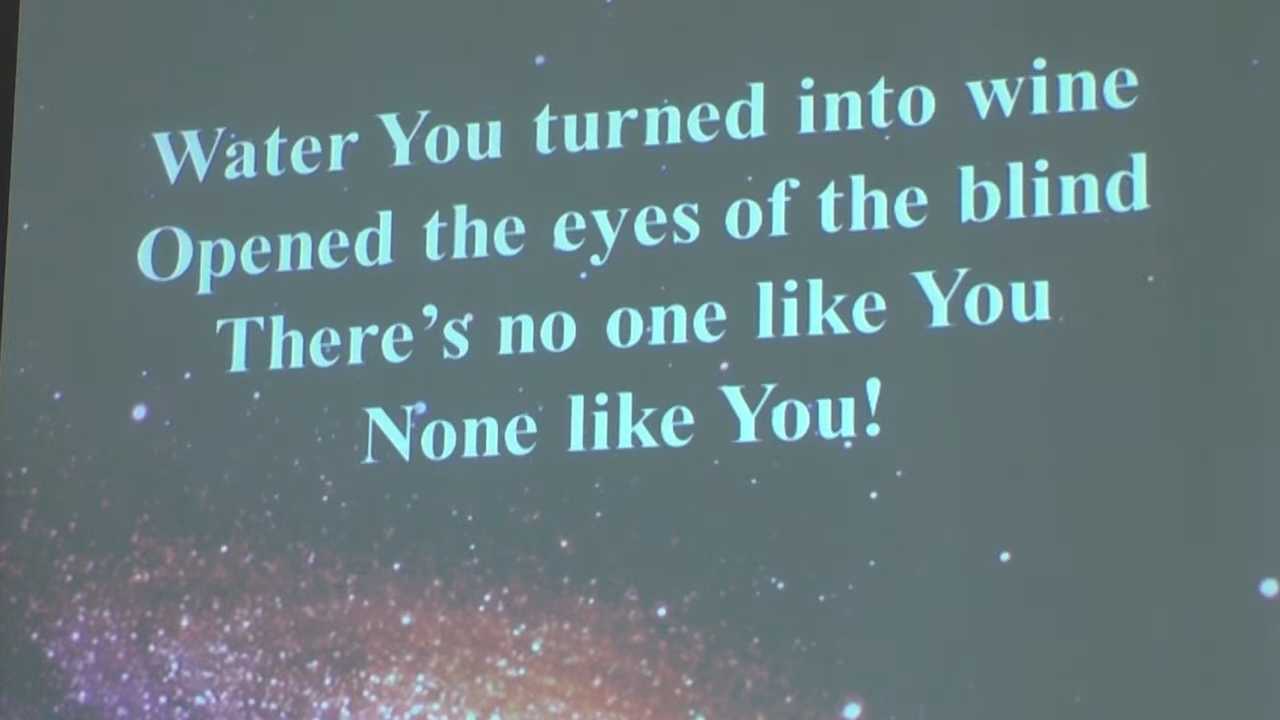 Water You turned into wine
Opened the eyes of the blind
There’s no one like You
None like You!